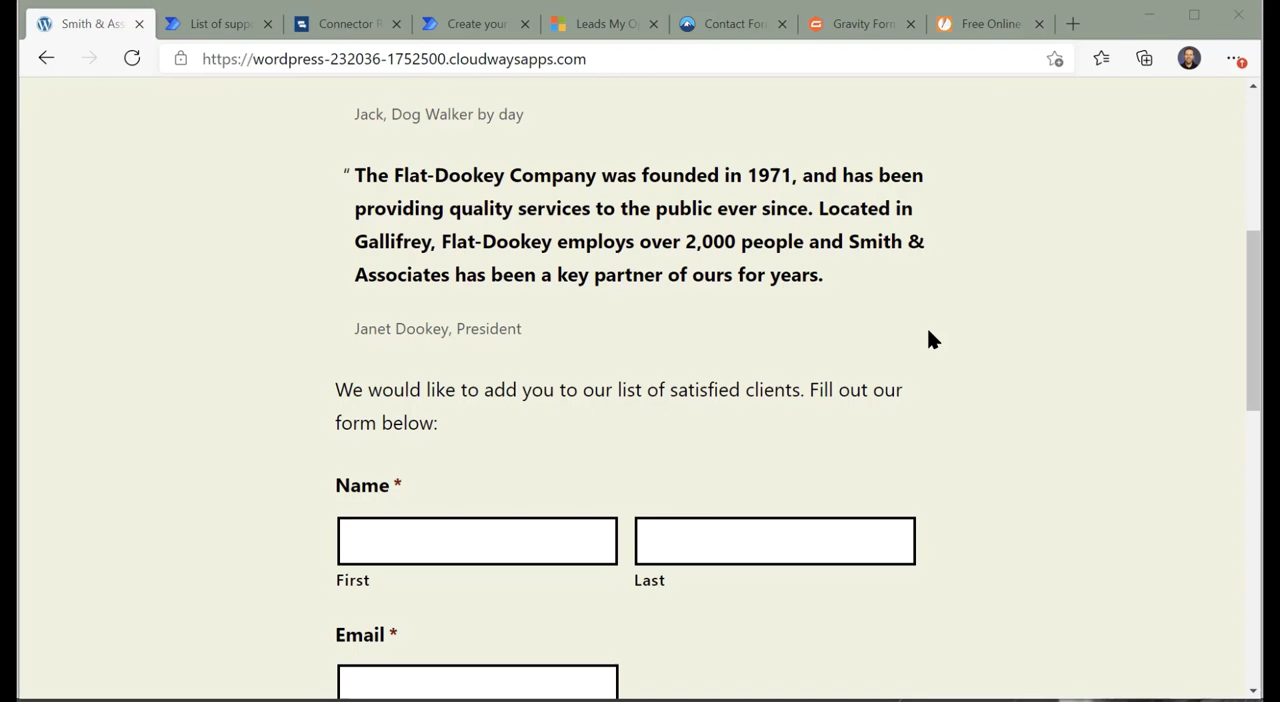 Smith & Ass
List of supp
Connector R
Create your
Leads My O
Contact For
Gravity Form
Free Online
https://wordpress-232036-1752500.cloudwaysapps.com
Jack, Dog Walker by day
“ The Flat-Dookey Company was founded in 1971, and has been
providing quality services to the public ever since. Located in
Gallifrey, Flat-Dookey employs over 2,000 people and Smith &
Associates has been a key partner of ours for years.
Janet Dookey, President
We would like to add you to our list of satisfied clients. Fill out our
form below:
Name *
First
Last
Email *